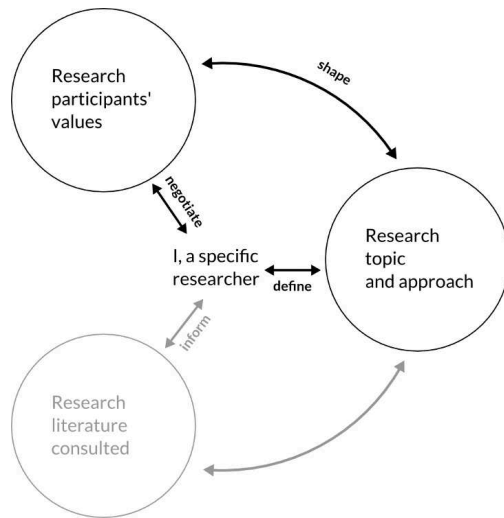 Research
participants'
values
shape
negotiate
I, a specific
researcher
define
Research
topic
and approach
inform
Research
literature
consulted